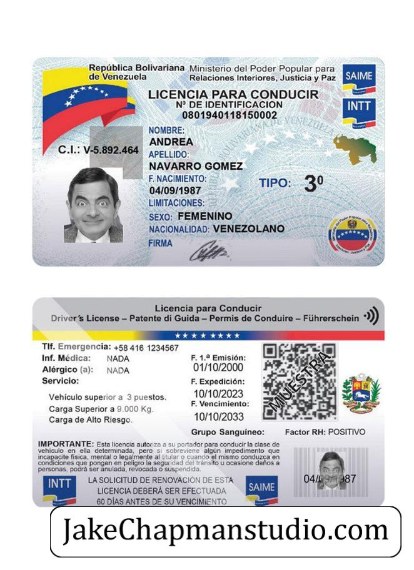 República Bolivariana de Venezuela
Ministerio del Poder Popular para Relaciones Interiores, Justicia y Paz
SAIME
LICENCIA PARA CONDUCIR
Nº DE IDENTIFICACION
0801940118150002
INTT
NOMBRE:
ANDREA
C.I.: V-5.892.464
APELLIDO:
NAVARRO GOMEZ
F. NACIMIENTO:
04/09/1987
TIPO: 3º
LIMITACIONES:
SEXO: FEMENINO
NACIONALIDAD: VENEZOLANO
FIRMA
Licencia para Conducir
Driver's License – Patente di Guida – Permis de Conduire – Führerschein
Tlf. Emergencia: +58 416 1234567
Inf. Médica: NADA
Alérgico (a): NADA
Servicio:
Vehículo superior a 3 puestos.
Carga Superior a 9.000 Kg.
Carga de Alto Riesgo.
F. 1.ª Emisión:
01/10/2000
F. Expedición:
10/10/2023
F. Vencimiento:
10/10/2033
MUESTRA
Grupo Sanguíneo: Factor RH: POSITIVO
IMPORTANTE: Esta licencia autoriza a su portador para conducir la clase de
vehículo en ella determinada, pero si sobreviene algún impedimento que
incapacite física, mental o legalmente al titular o cuando el mismo conduzca en
condiciones que pongan en peligro la seguridad del tránsito u ocasione daños a
personas, podrá ser anulada, revocada o suspendida.
INTT
LA SOLICITUD DE RENOVACIÓN DE ESTA
LICENCIA DEBERÁ SER EFECTUADA
60 DÍAS ANTES DE SU VENCIMIENTO
SAIME
JakeChapmanstudio.com